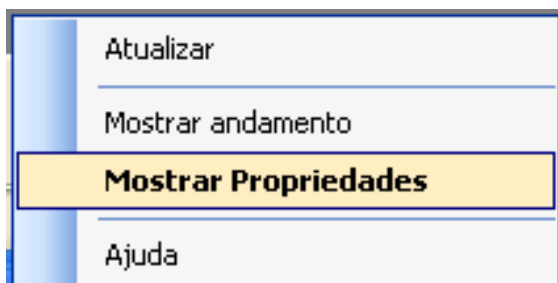 Atualizar
Mostrar andamento
Mostrar Propriedades
Ajuda